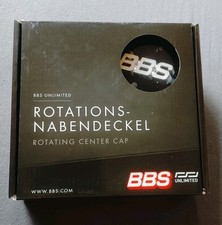 BBS
BBS UNLIMITED
ROTATIONS-
NABENDECKEL
ROTATING CENTER CAP
WWW.BBS.COM
BBS UNLIMITED